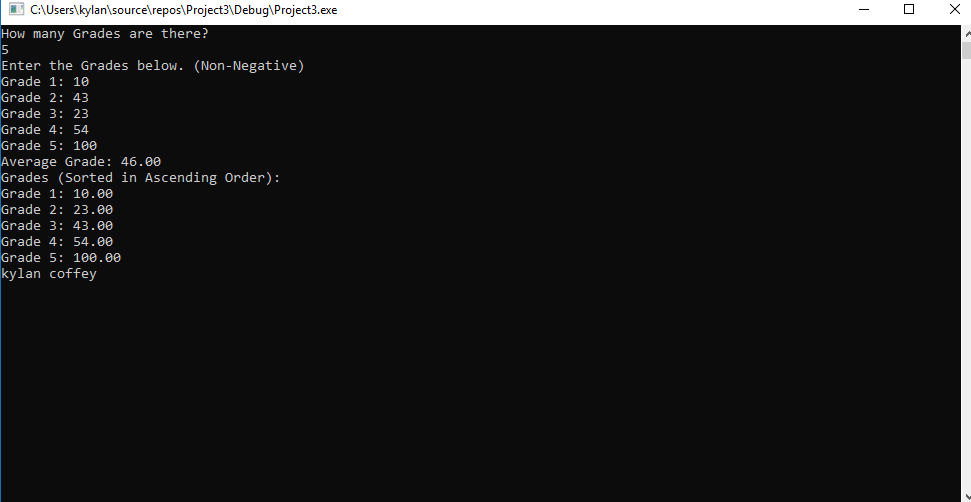 C:\Users\kylan\source\repos\Project3\Debug\Project3.exe
How many Grades are there?
5
Enter the Grades below. (Non-Negative)
Grade 1: 10
Grade 2: 43
Grade 3: 23
Grade 4: 54
Grade 5: 100
Average Grade: 46.00
Grades (Sorted in Ascending Order):
Grade 1: 10.00
Grade 2: 23.00
Grade 3: 43.00
Grade 4: 54.00
Grade 5: 100.00
kylan coffey